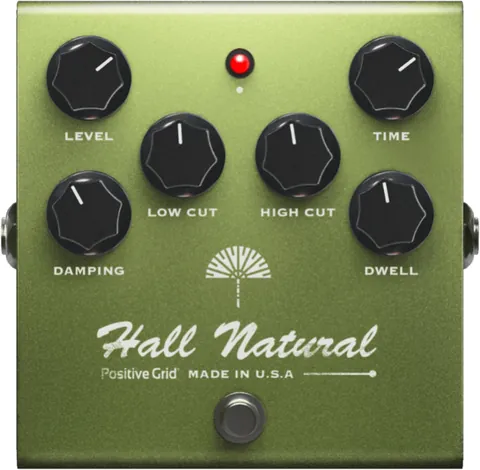 LEVEL
TIME
LOW CUT
HIGH CUT
DAMPING
DWELL
Hall Natural
Positive Grid MADE IN U.S.A